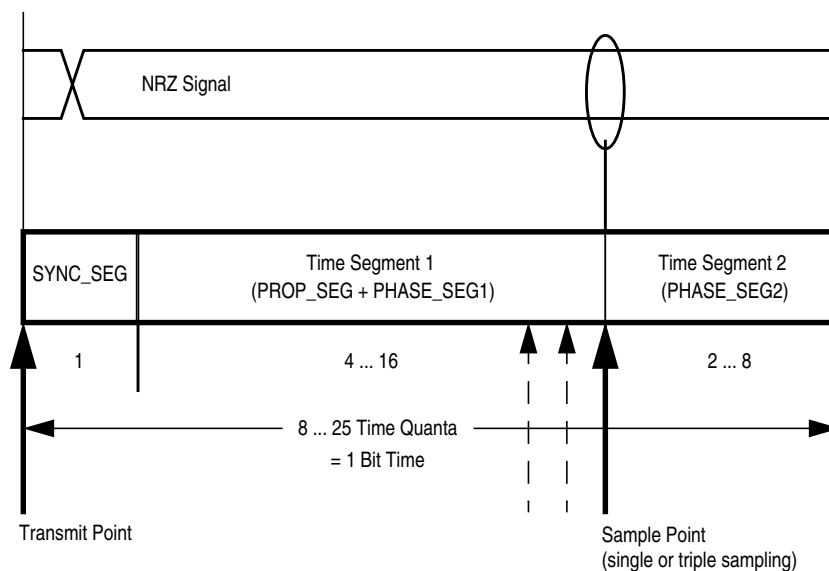 NRZ Signal
SYNC_SEG
Time Segment 1
(PROP_SEG + PHASE_SEG1)
Time Segment 2
(PHASE_SEG2)
1
4 ... 16
2 ... 8
8 ... 25 Time Quanta
= 1 Bit Time
Transmit Point
Sample Point
(single or triple sampling)